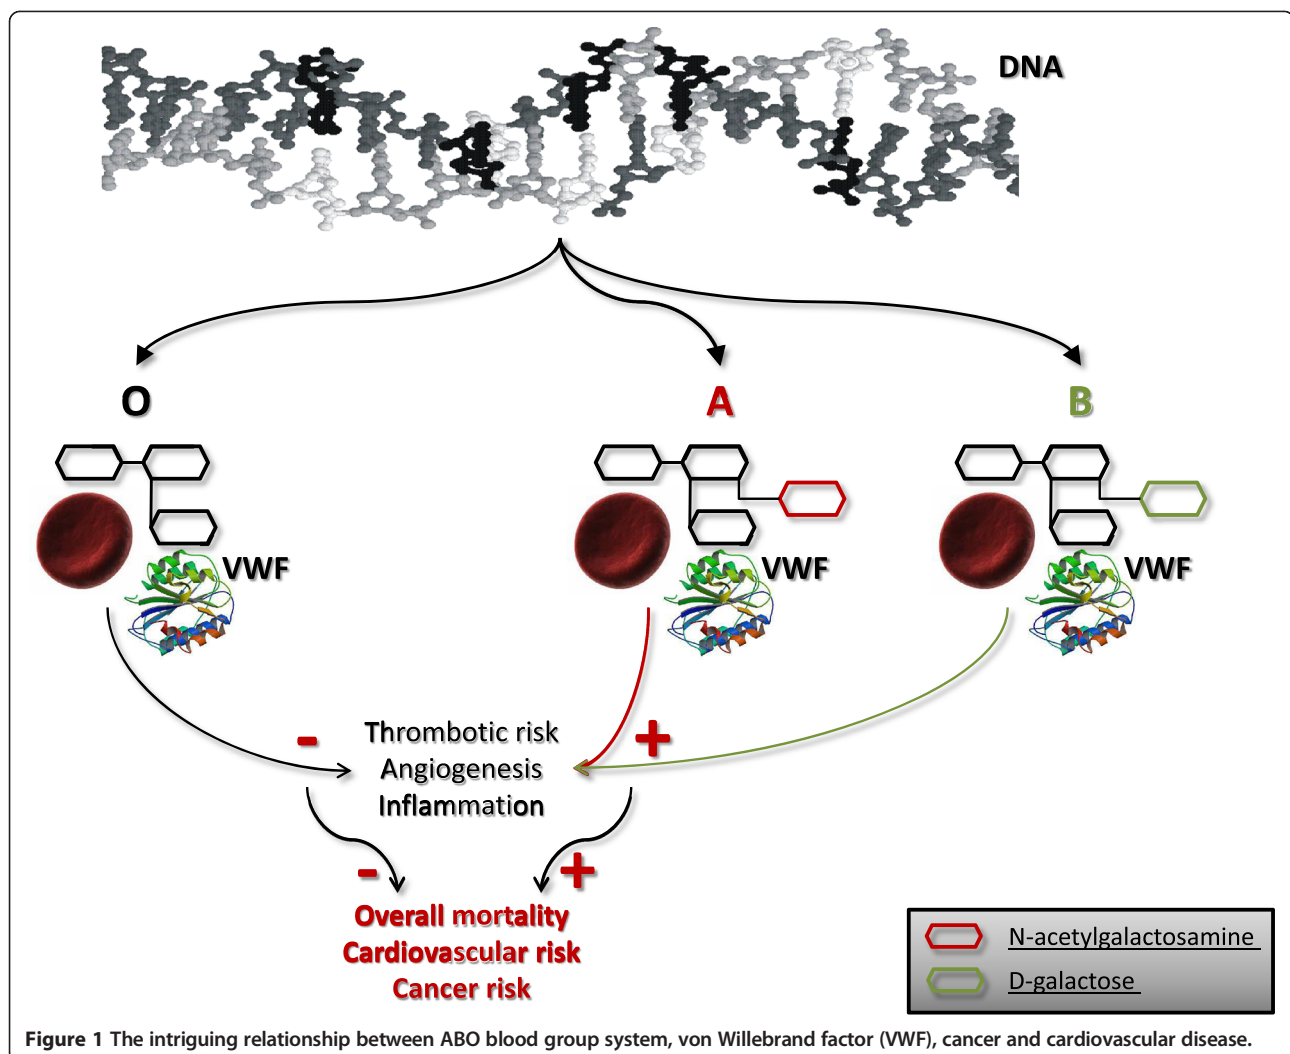 DNA
O
A
B
VWF
VWF
VWF
-
Thrombotic risk
+
Angiogenesis
Inflammation
-
+
Overall mortality
Cardiovascular risk
Cancer risk
N-acetylgalactosamine
D-galactose
Figure 1 The intriguing relationship between ABO blood group system, von Willebrand factor (VWF), cancer and cardiovascular disease.